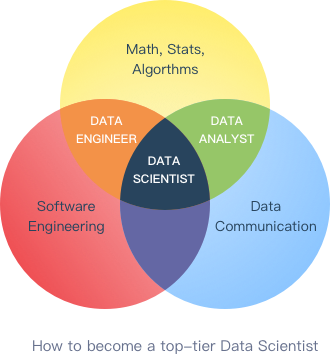 Math, Stats,
Algorthms
DATA
ENGINEER
DATA
ANALYST
DATA
SCIENTIST
Software
Engineering
Data
Communication
How to become a top-tier Data Scientist